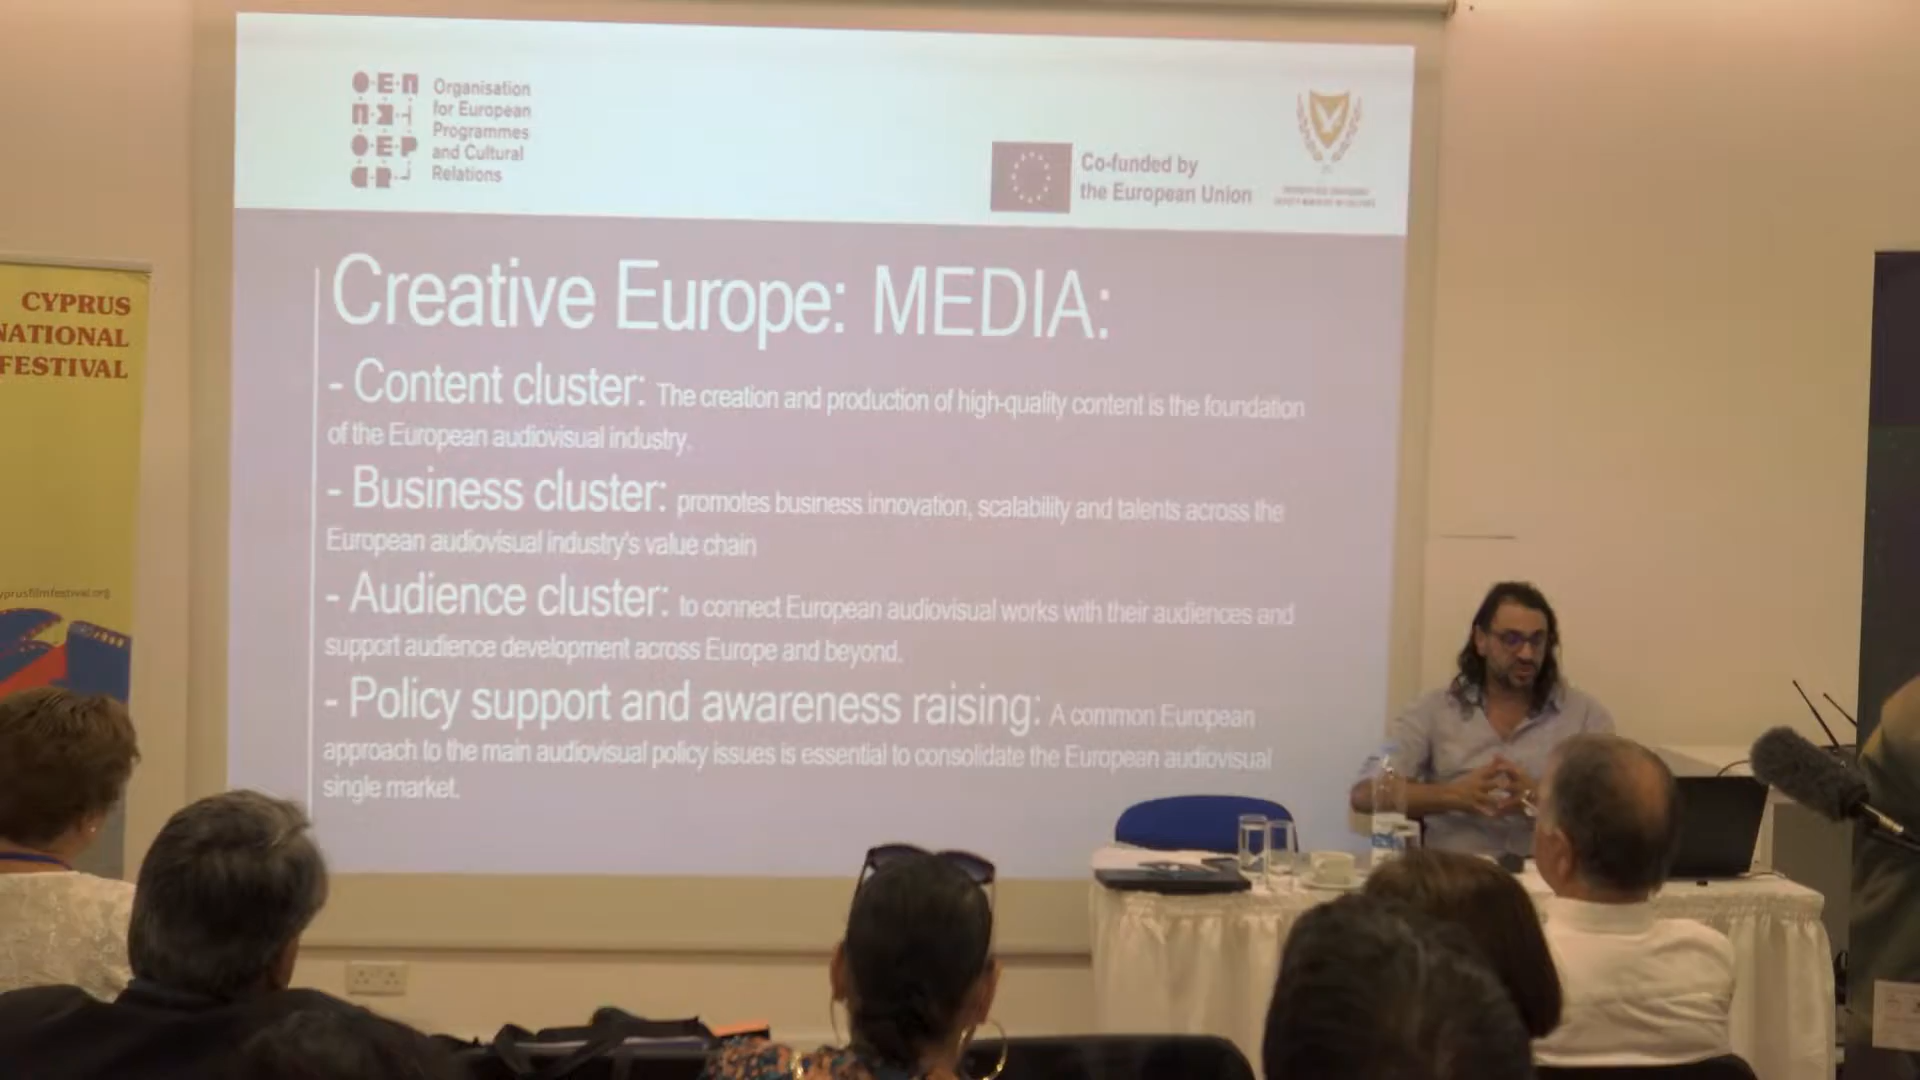 Organisation
for European
Programmes
and Cultural
Relations
Co-funded by
the European Union
CYPRUS
NATIONAL
FESTIVAL
yprusfilmfestival.org
Creative Europe: MEDIA:
- Content cluster: The creation and production of high-quality content is the foundation
of the European audiovisual industry.
- Business cluster: promotes business innovation, scalability and talents across the
European audiovisual industry's value chain
- Audience cluster: to connect European audiovisual works with their audiences and
support audience development across Europe and beyond.
- Policy support and awareness raising: A common European
approach to the main audiovisual policy issues is essential to consolidate the European audiovisual
single market.